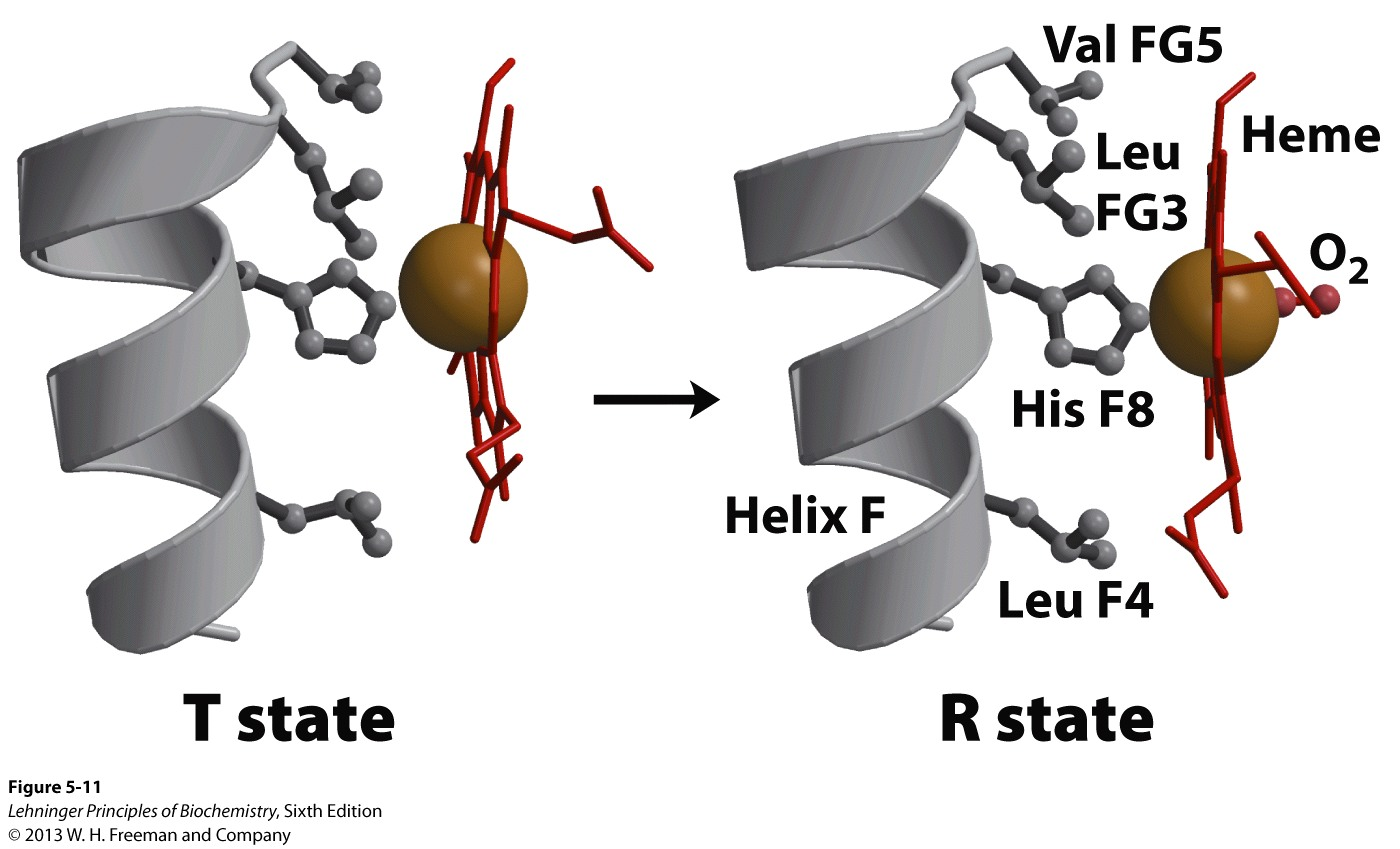 Val FG5
Heme
Leu
FG3
O₂
His F8
Helix F
Leu F4
T state
R state
Figure 5-11
Lehninger Principles of Biochemistry, Sixth Edition
© 2013 W. H. Freeman and Company